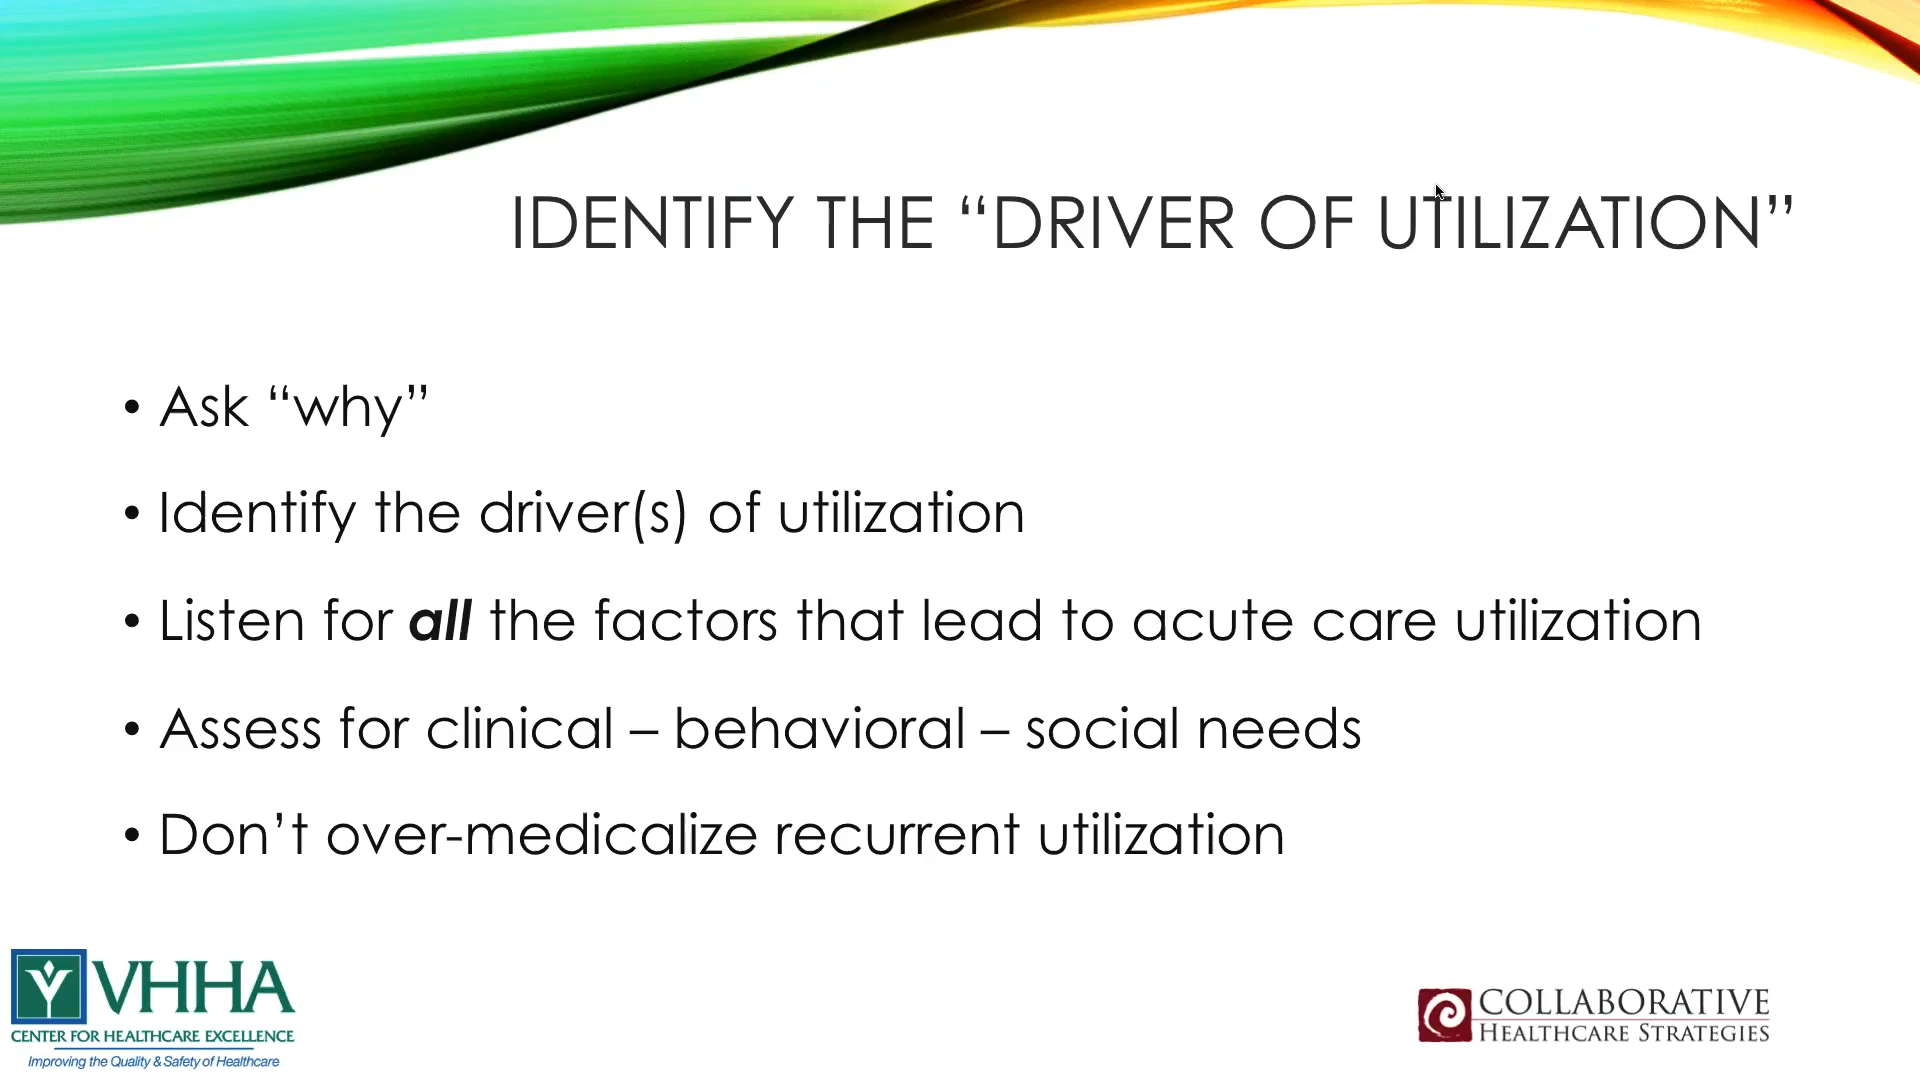 IDENTIFY THE “DRIVER OF UTILIZATION”
• Ask “why”
• Identify the driver(s) of utilization
• Listen for all the factors that lead to acute care utilization
• Assess for clinical – behavioral – social needs
• Don’t over-medicalize recurrent utilization
VHHA
CENTER FOR HEALTHCARE EXCELLENCE
Improving the Quality & Safety of Healthcare
COLLABORATIVE
HEALTHCARE STRATEGIES